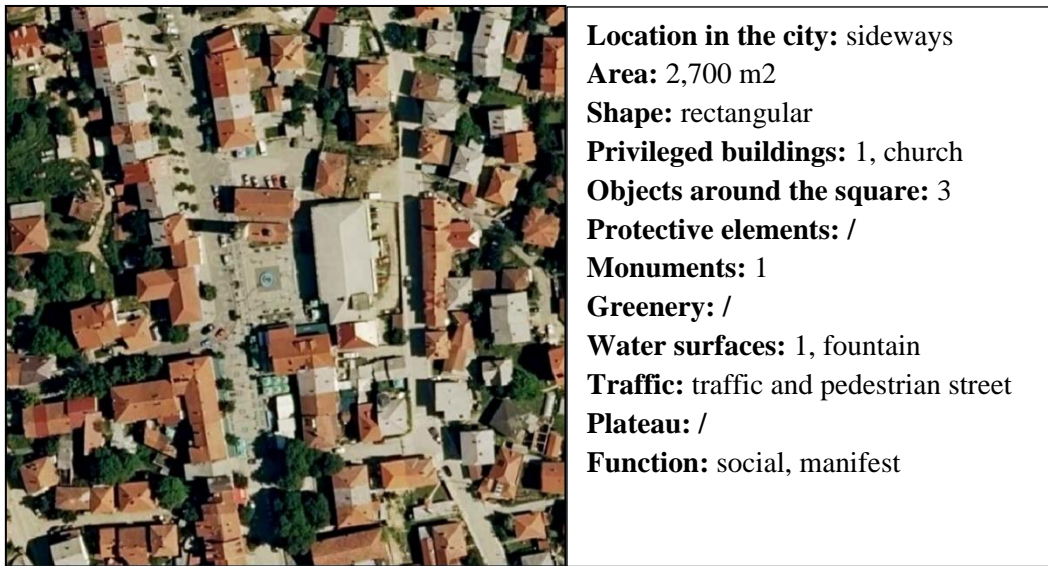 Location in the city: sideways
Area: 2,700 m2
Shape: rectangular
Privileged buildings: 1, church
Objects around the square: 3
Protective elements: /
Monuments: 1
Greenery: /
Water surfaces: 1, fountain
Traffic: traffic and pedestrian street
Plateau: /
Function: social, manifest